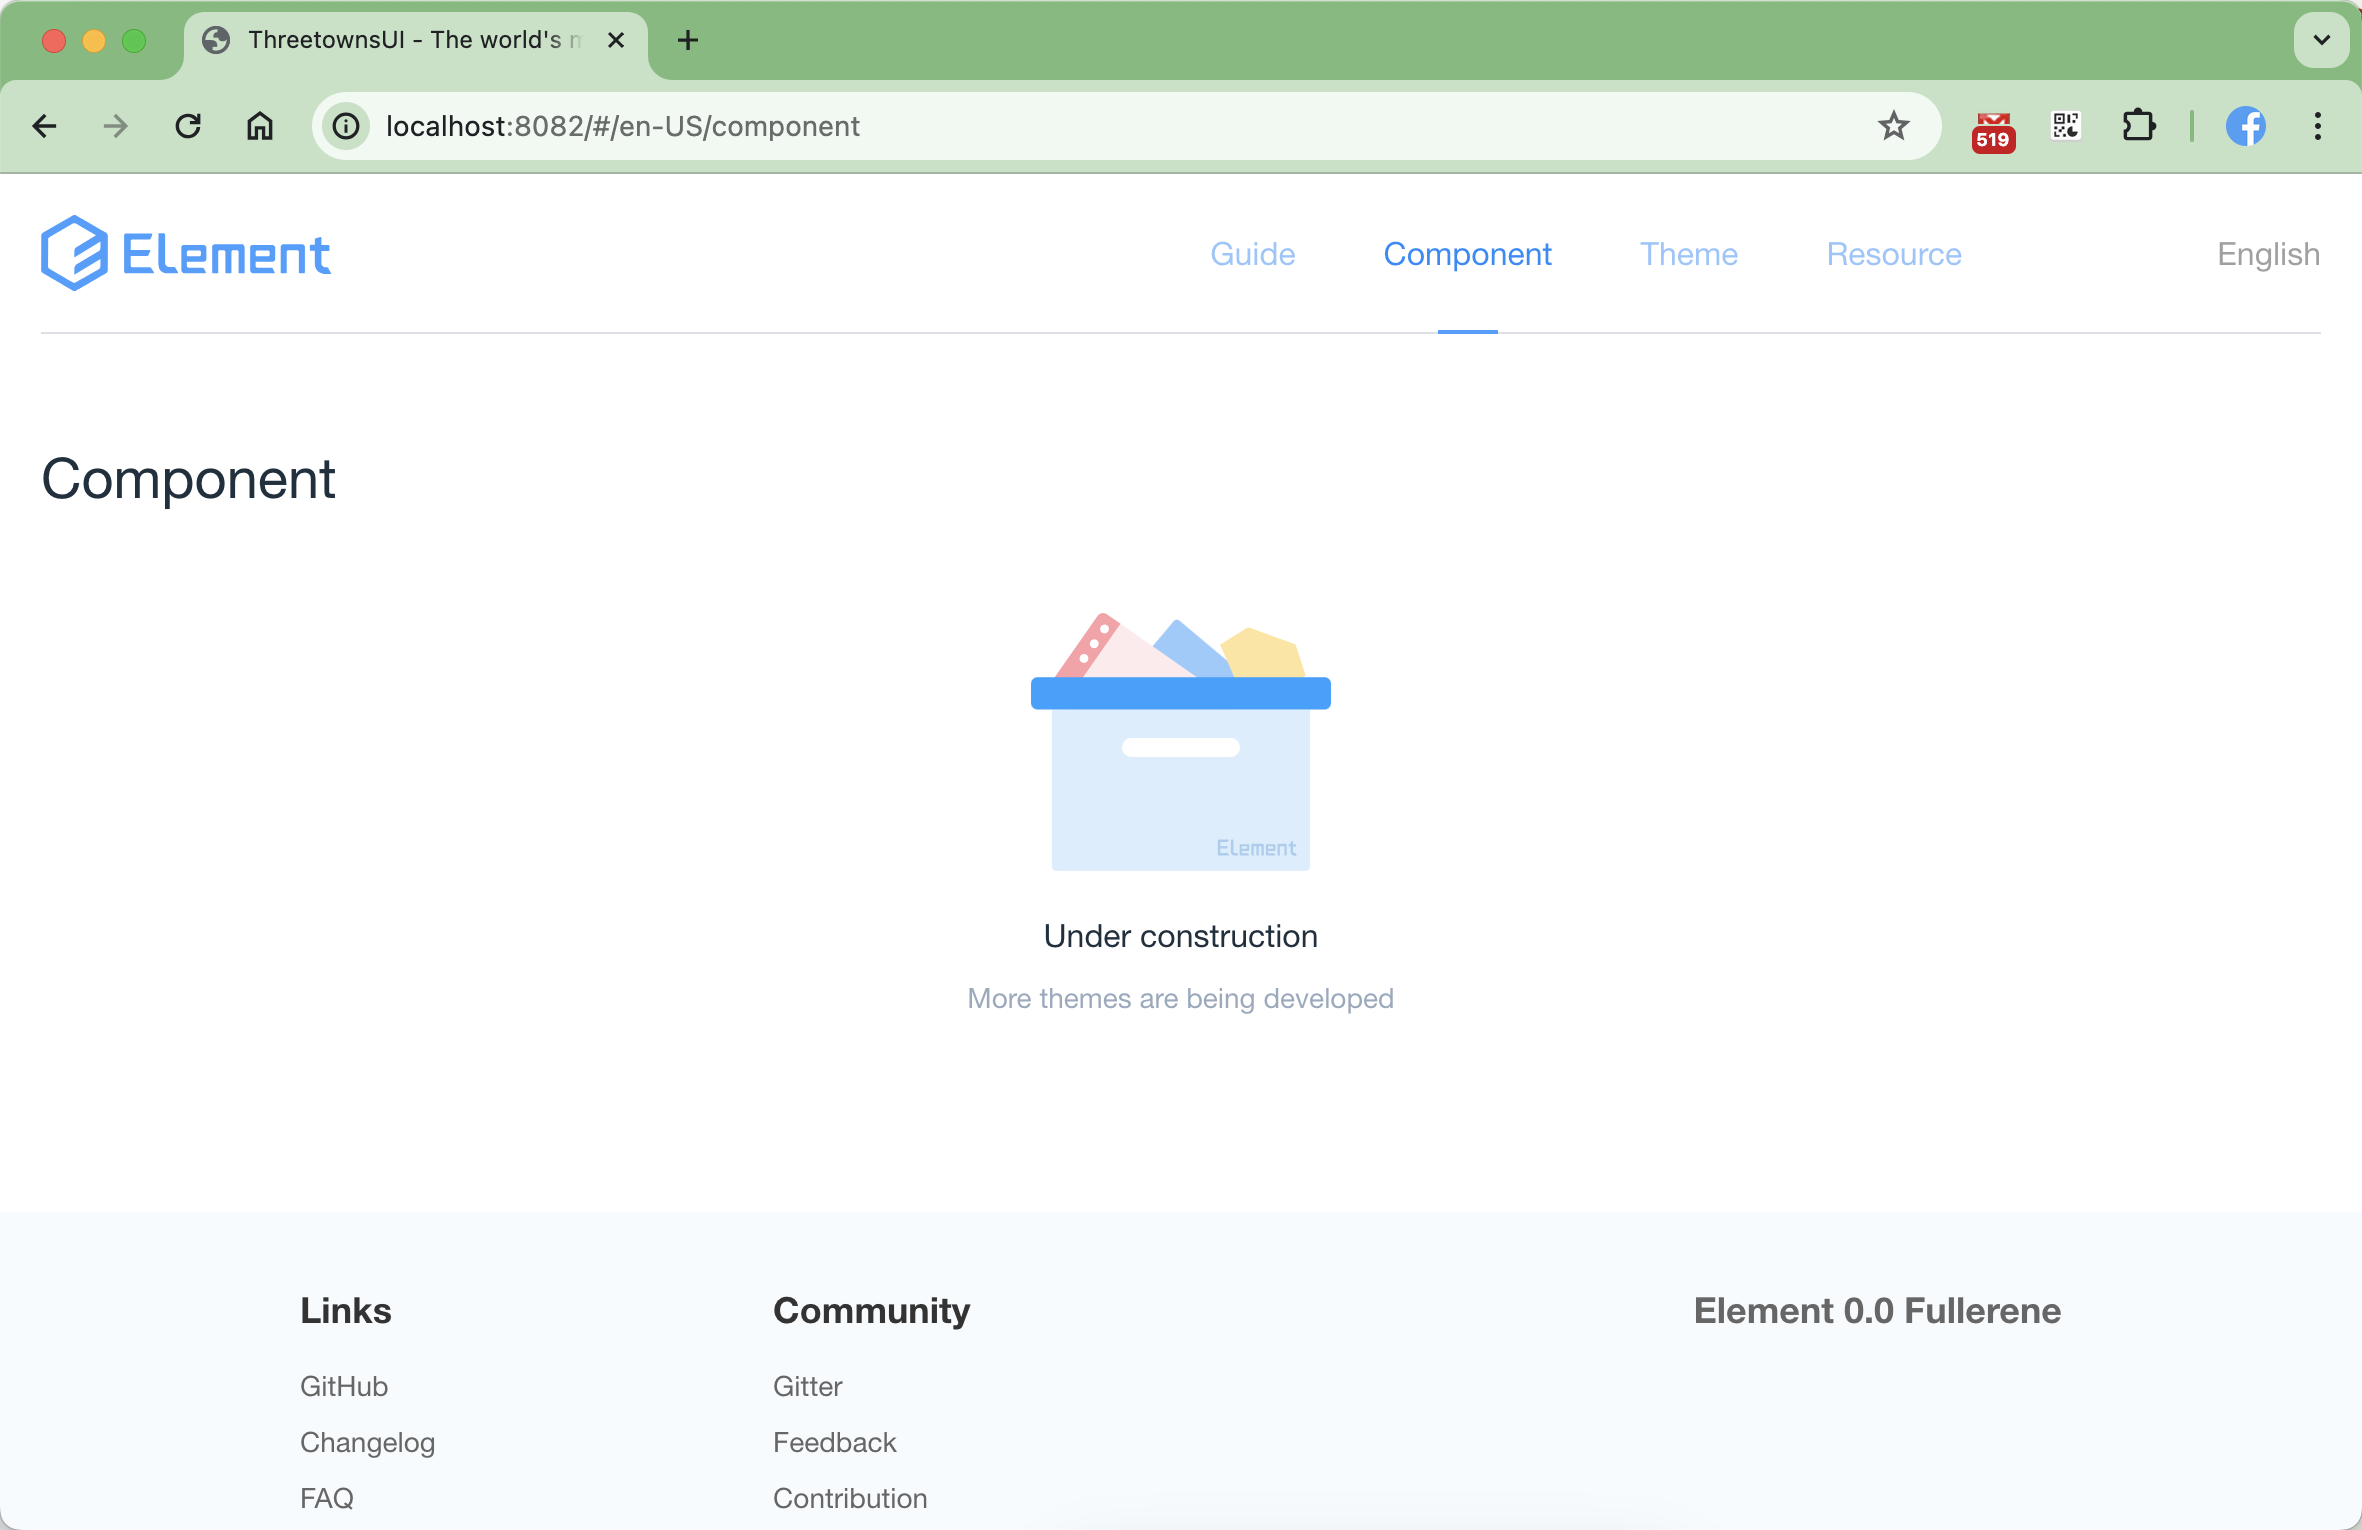 ThreetownsUI - The world's m
localhost:8082/#/en-US/component
519
Element
Guide
Component
Theme
Resource
English
Component
Element
Under construction
More themes are being developed
Links
Community
Element 0.0 Fullerene
GitHub
Gitter
Changelog
Feedback
FAQ
Contribution